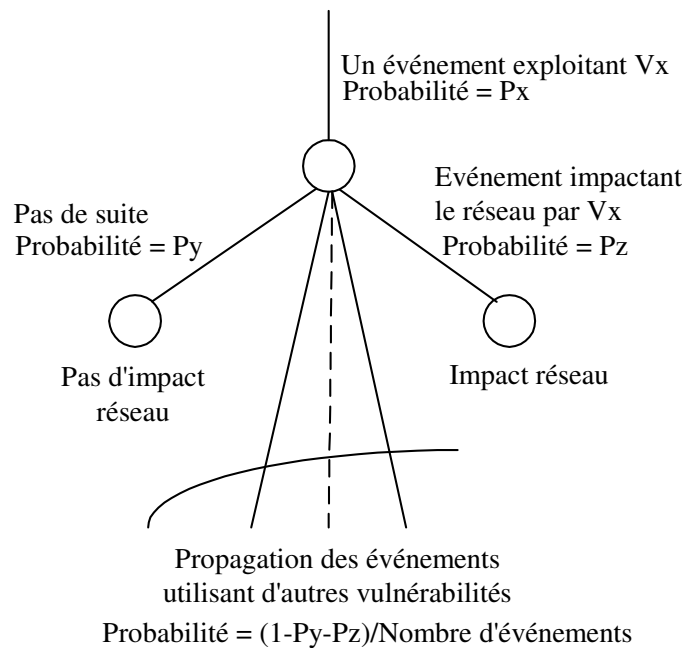 Un événement exploitant Vx
Probabilité = Px
Evénement impactant
le réseau par Vx
Probabilité = Pz
Pas de suite
Probabilité = Py
Pas d'impact
réseau
Impact réseau
Propagation des événements
utilisant d'autres vulnérabilités
Probabilité = (1-Py-Pz)/Nombre d'événements